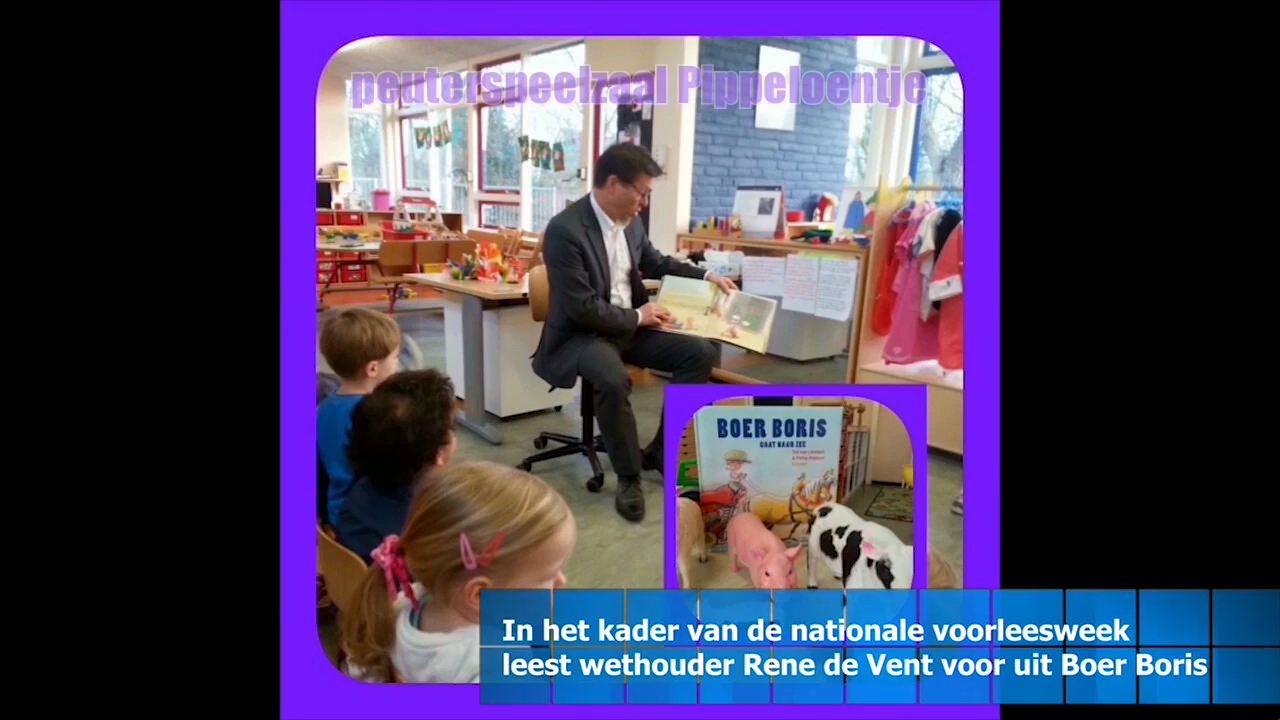 peuterspeelzaal Pippeloentje
BOER BORIS
GAAT NAAR ZEE
In het kader van de nationale voorleesweek
leest wethouder Rene de Vent voor uit Boer Boris